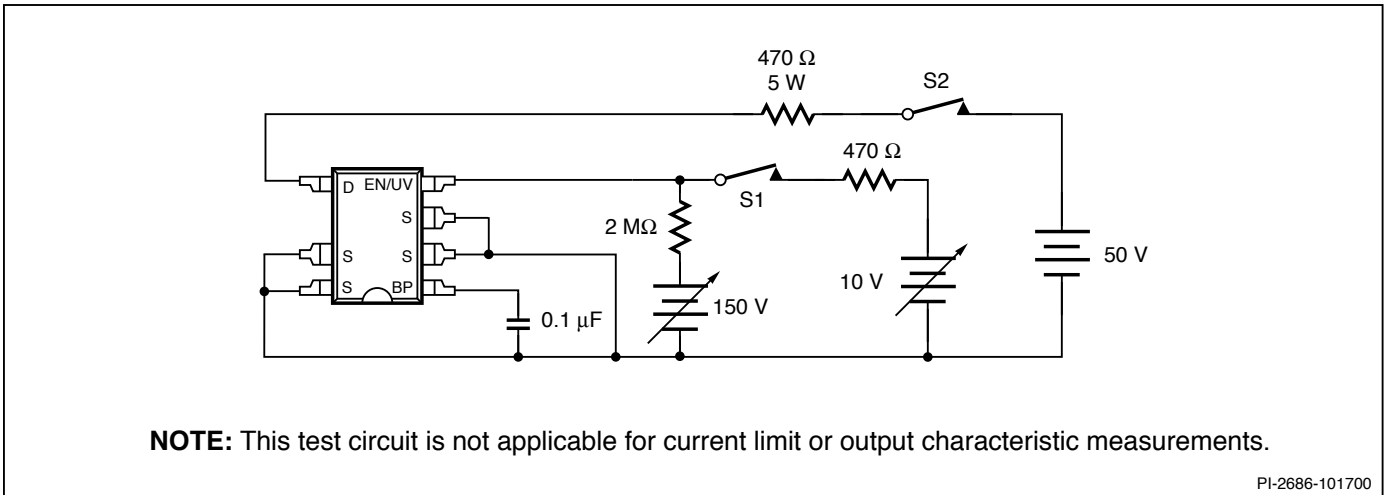 470 Ω
5 W
S2
470 Ω
D
EN/UV
S
S1
2 MΩ
S
S
50 V
10 V
S
BP
150 V
0.1 μF
NOTE: This test circuit is not applicable for current limit or output characteristic measurements.
PI-2686-101700